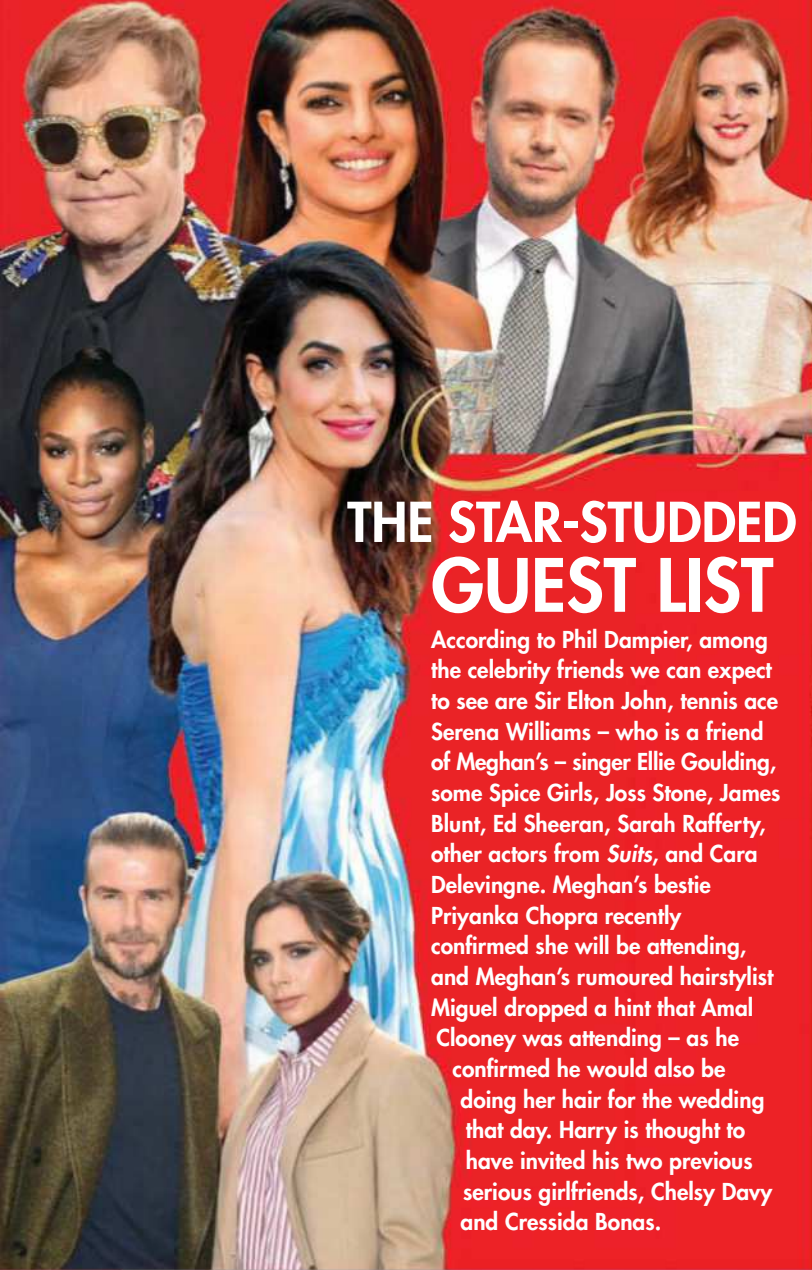 THE STAR-STUDDED
GUEST LIST
According to Phil Dampier, among
the celebrity friends we can expect
to see are Sir Elton John, tennis ace
Serena Williams – who is a friend
of Meghan's – singer Ellie Goulding,
some Spice Girls, Joss Stone, James
Blunt, Ed Sheeran, Sarah Rafferty,
other actors from Suits, and Cara
Delevingne. Meghan's bestie
Priyanka Chopra recently
confirmed she will be attending,
and Meghan's rumoured hairstylist
Miguel dropped a hint that Amal
Clooney was attending – as he
confirmed he would also be
doing her hair for the wedding
that day. Harry is thought to
have invited his two previous
serious girlfriends, Chelsy Davy
and Cressida Bonas.